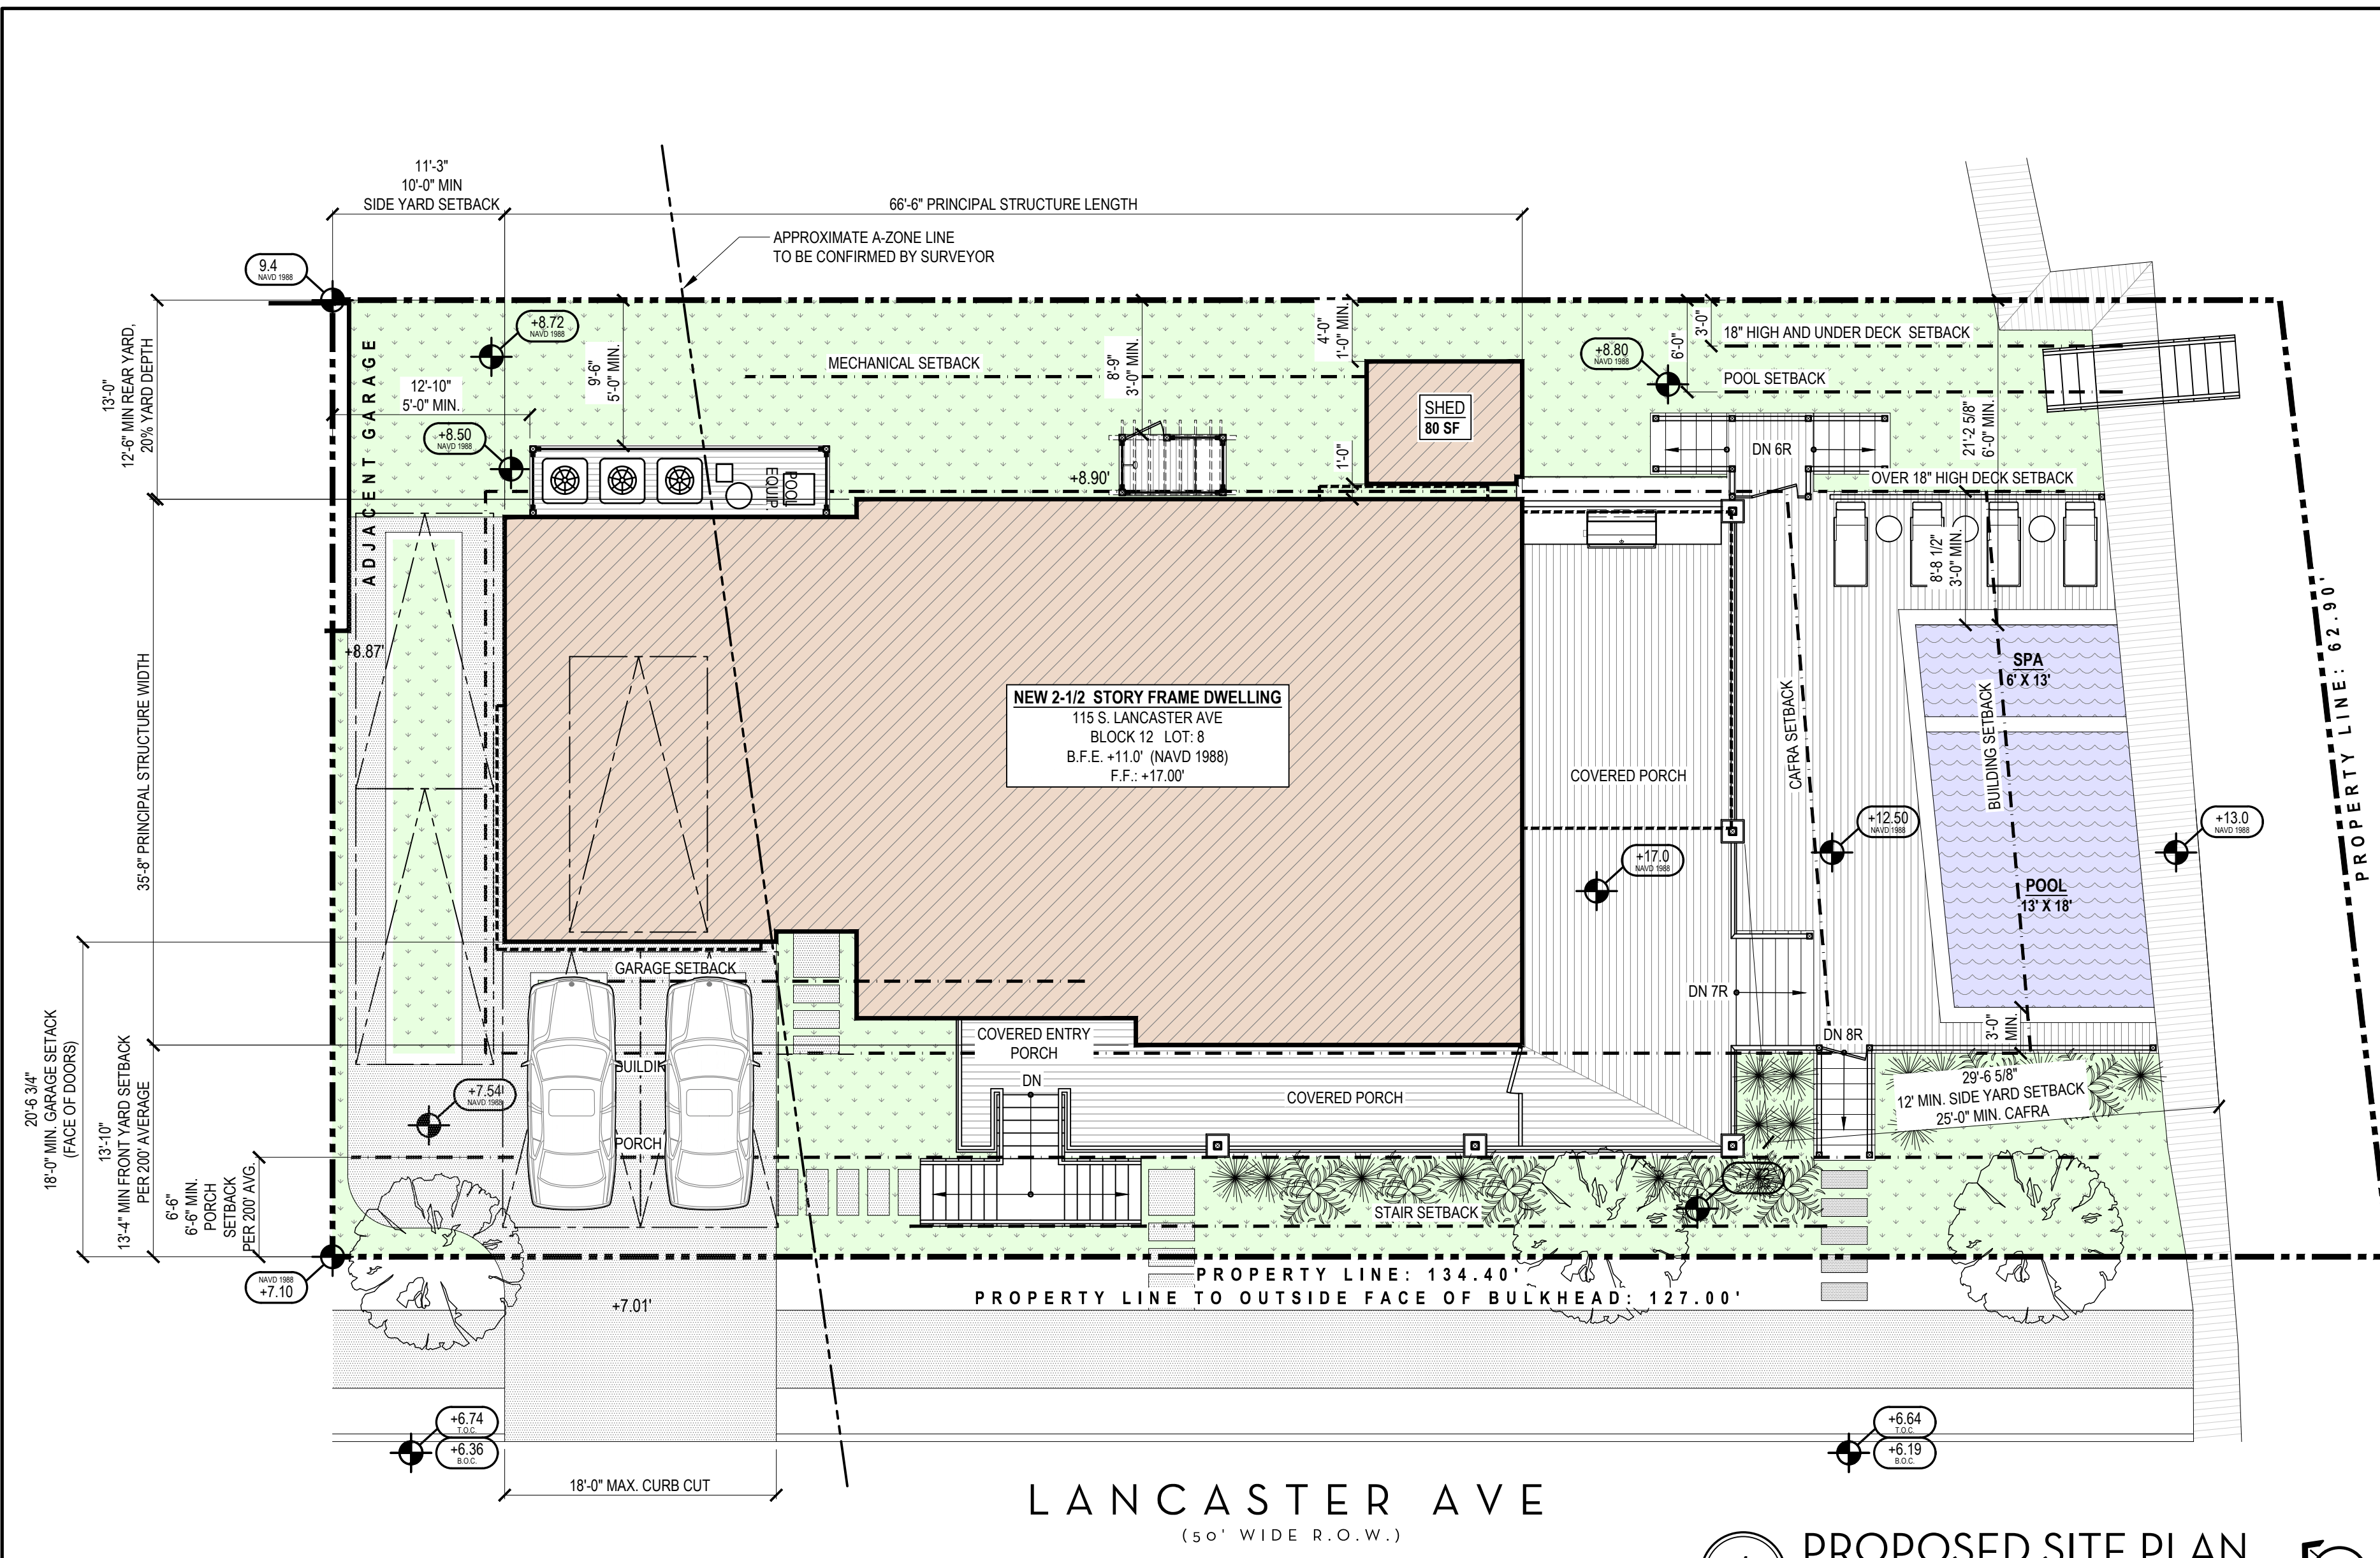 11'-3"
10'-0" MIN
SIDE YARD SETBACK
66'-6" PRINCIPAL STRUCTURE LENGTH
APPROXIMATE A-ZONE LINE
TO BE CONFIRMED BY SURVEYOR
9.4
NAVD 1988
+8.72
NAVD 1988
13'-0"
12'-6" MIN REAR YARD,
20% YARD DEPTH
ADJACENT GARAGE
12'-10"
5'-0" MIN.
9'-6"
5'-0" MIN.
MECHANICAL SETBACK
8'-9"
3'-0" MIN.
4'-0"
1'-0" MIN.
+8.80
NAVD 1988
6'-0"
3'-0"
18" HIGH AND UNDER DECK SETBACK
POOL SETBACK
SHED
80 SF
+8.50
NAVD 1988
POOL
EQUIP.
+8.90'
1'-0"
DN 6R
21'-2 5/8"
6'-0" MIN.
OVER 18" HIGH DECK SETBACK
8'-8 1/2"
3'-0" MIN.
+8.87'
35'-8" PRINCIPAL STRUCTURE WIDTH
NEW 2-1/2 STORY FRAME DWELLING
115 S. LANCASTER AVE
BLOCK 12 LOT: 8
B.F.E. +11.0' (NAVD 1988)
F.F.: +17.00'
COVERED PORCH
CAFRA SETBACK
BUILDING SETBACK
SPA
6' X 13'
PROPERTY LINE: 62.90'
+12.50
NAVD 1988
+13.0
NAVD 1988
+17.0
NAVD 1988
POOL
13' X 18'
GARAGE SETBACK
DN 7R
DN 8R
3'-0"
MIN.
COVERED ENTRY
PORCH
DN
COVERED PORCH
BUILDIN
PORCH
29'-6 5/8"
12' MIN. SIDE YARD SETBACK
25'-0" MIN. CAFRA
20'-6 3/4"
18'-0" MIN. GARAGE SETACK
(FACE OF DOORS)
13'-10"
13'-4" MIN FRONT YARD SETBACK
PER 200' AVERAGE
6'-6"
6'-6" MIN.
PORCH
SETBACK
PER 200' AVG.
+7.54'
NAVD 1988
STAIR SETBACK
NAVD 1988
+7.10
+7.01'
PROPERTY LINE: 134.40'
PROPERTY LINE TO OUTSIDE FACE OF BULKHEAD: 127.00'
+6.74
T.O.C.
+6.36
B.O.C.
+6.64
T.O.C.
+6.19
B.O.C.
18'-0" MAX. CURB CUT
LANCASTER AVE
(50' WIDE R.O.W.)
PROPOSED SITE PLAN